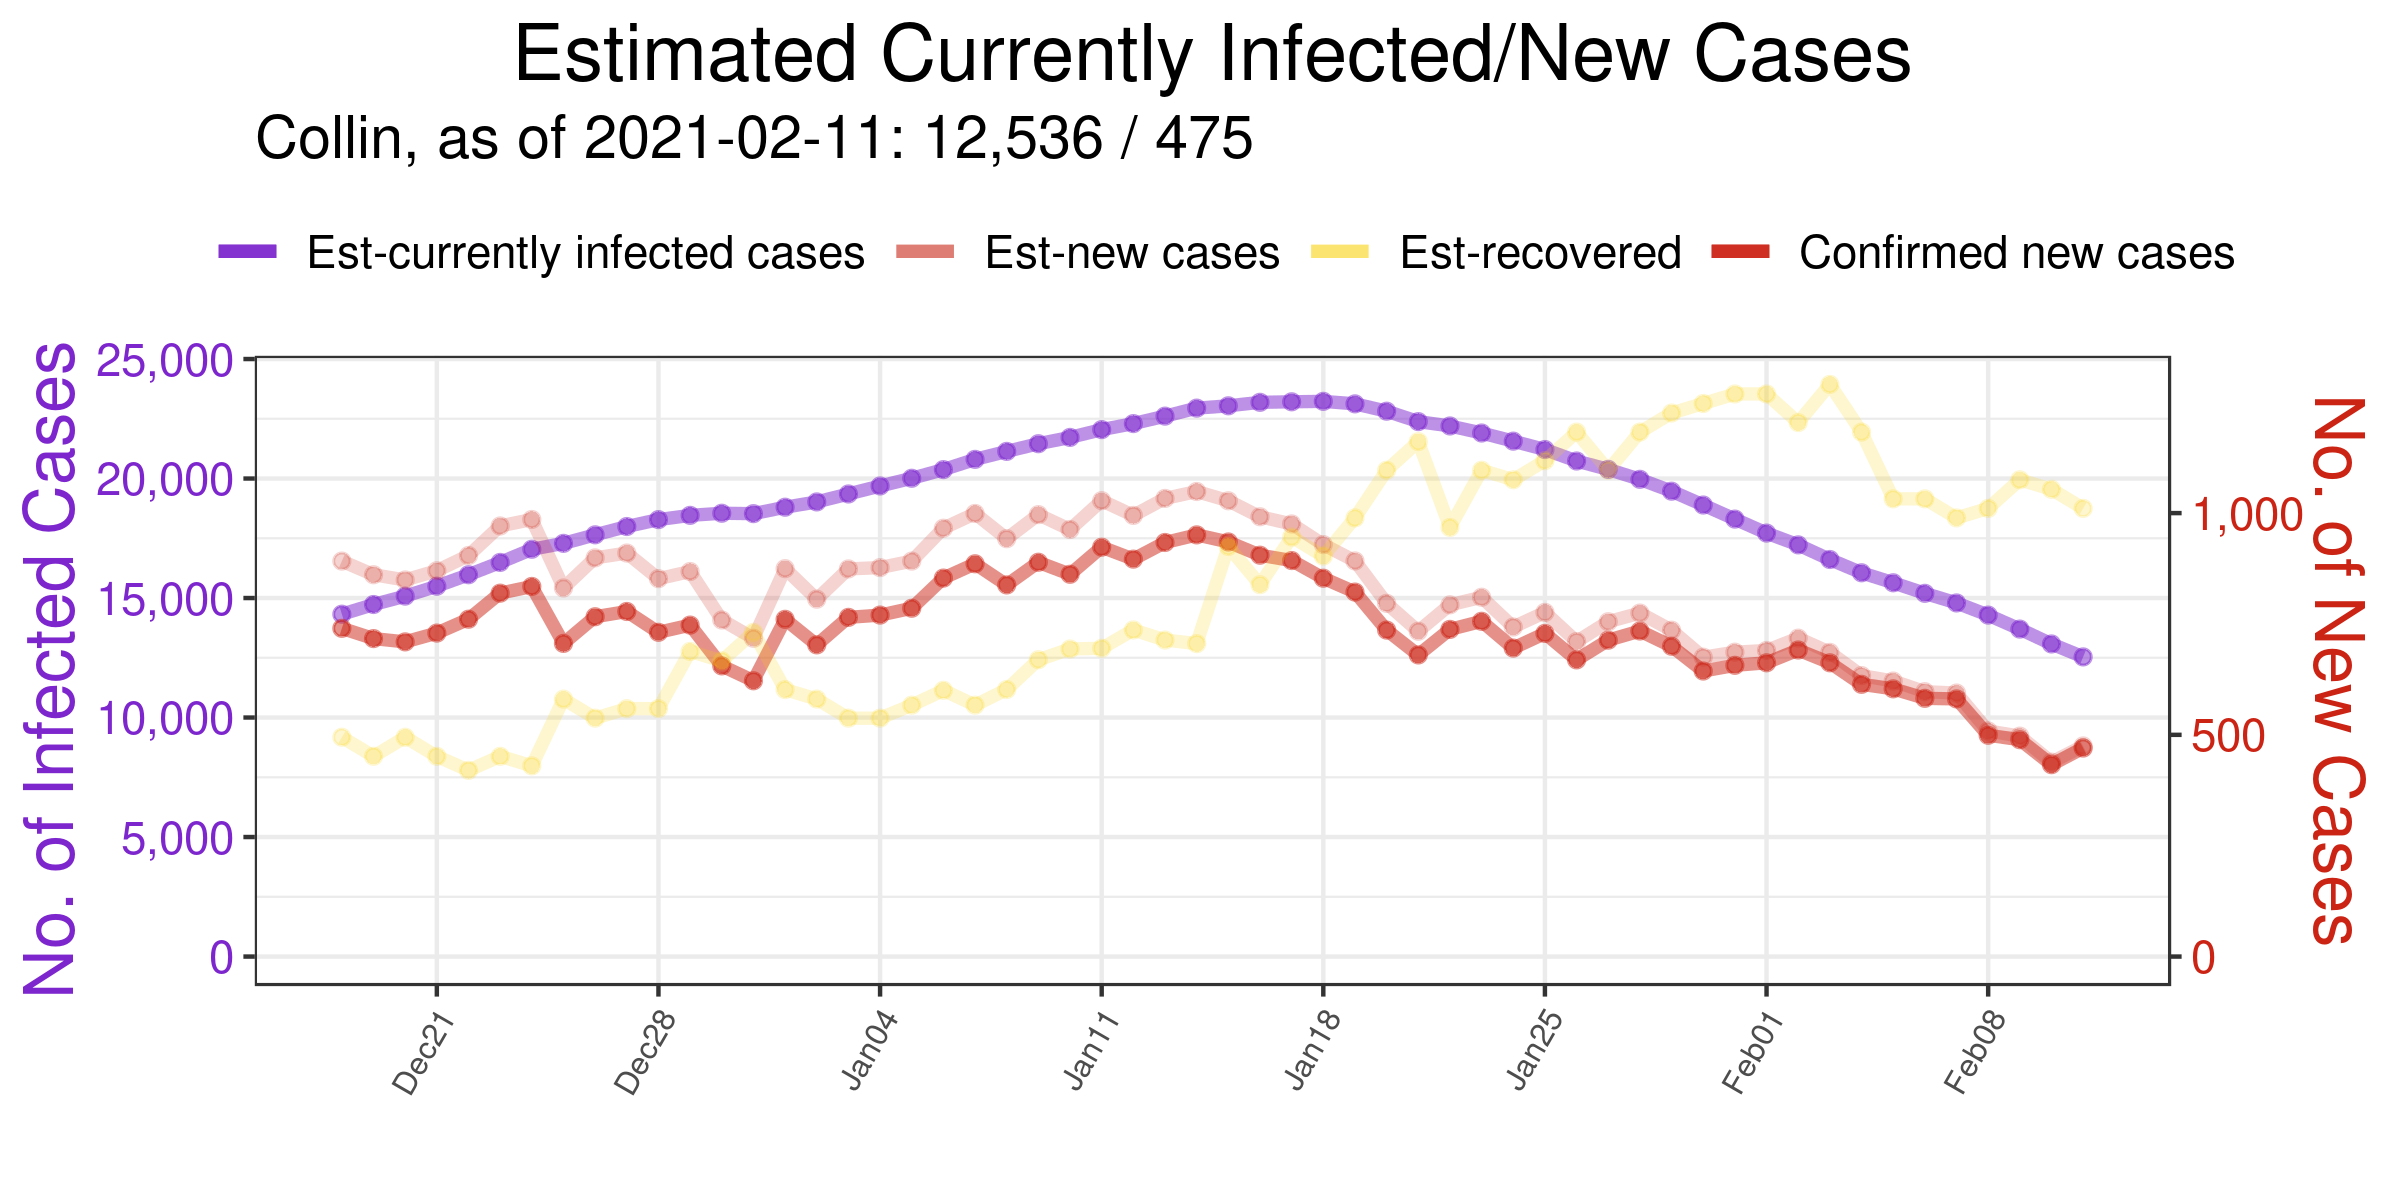 Estimated Currently Infected/New Cases
Collin, as of 2021-02-11: 12,536 / 475
Est-currently infected cases Est-new cases Est-recovered Confirmed new cases
No. of Infected Cases
25,000
20,000
15,000
10,000
5,000
0
1,000
500
0
No. of New Cases
Dec21 Dec28 Jan04 Jan11 Jan18 Jan25 Feb01 Feb08